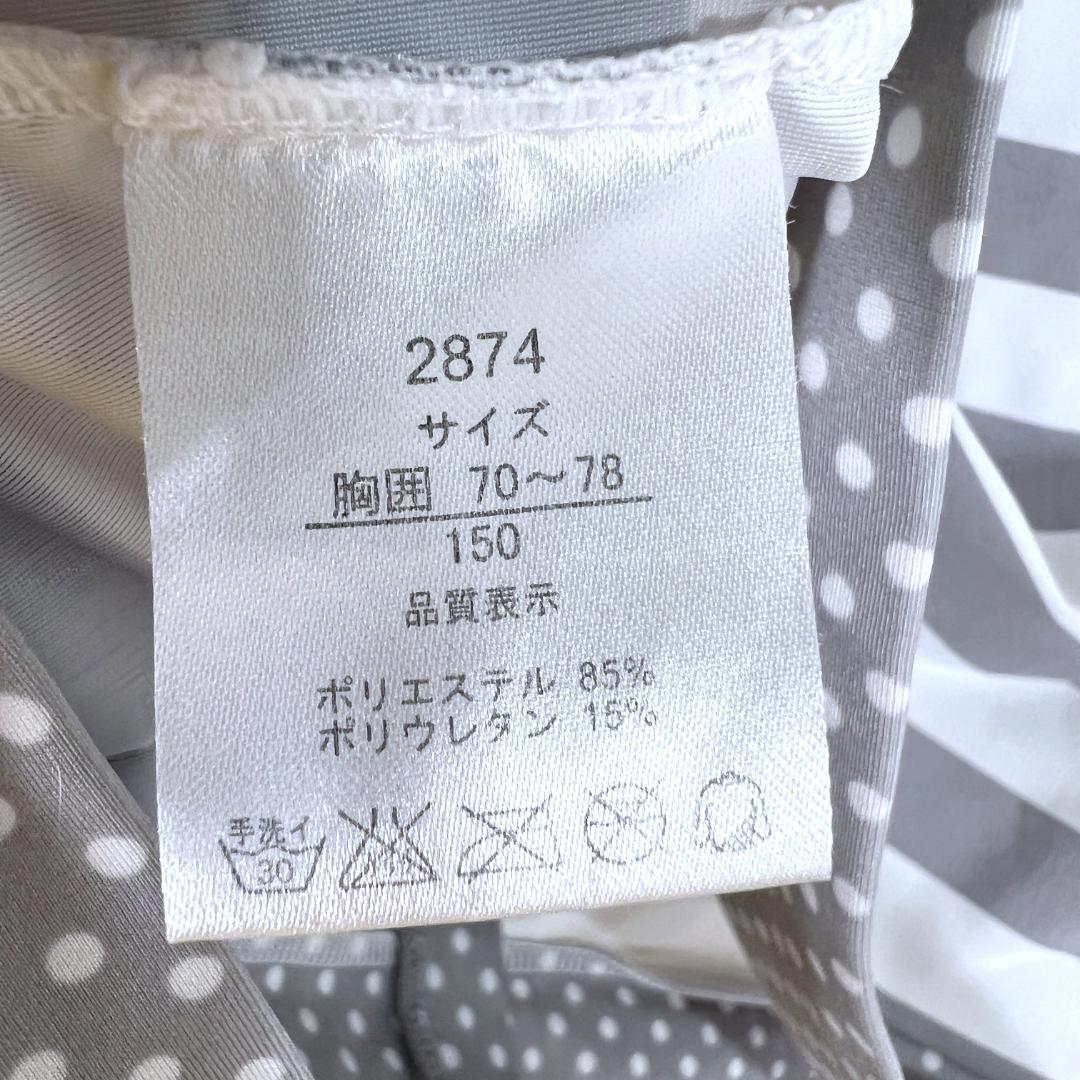 2874
サイズ
胸囲 70～78
150
品質表示
ポリエステル 85%
ポリウレタン 15%
手洗イ
30